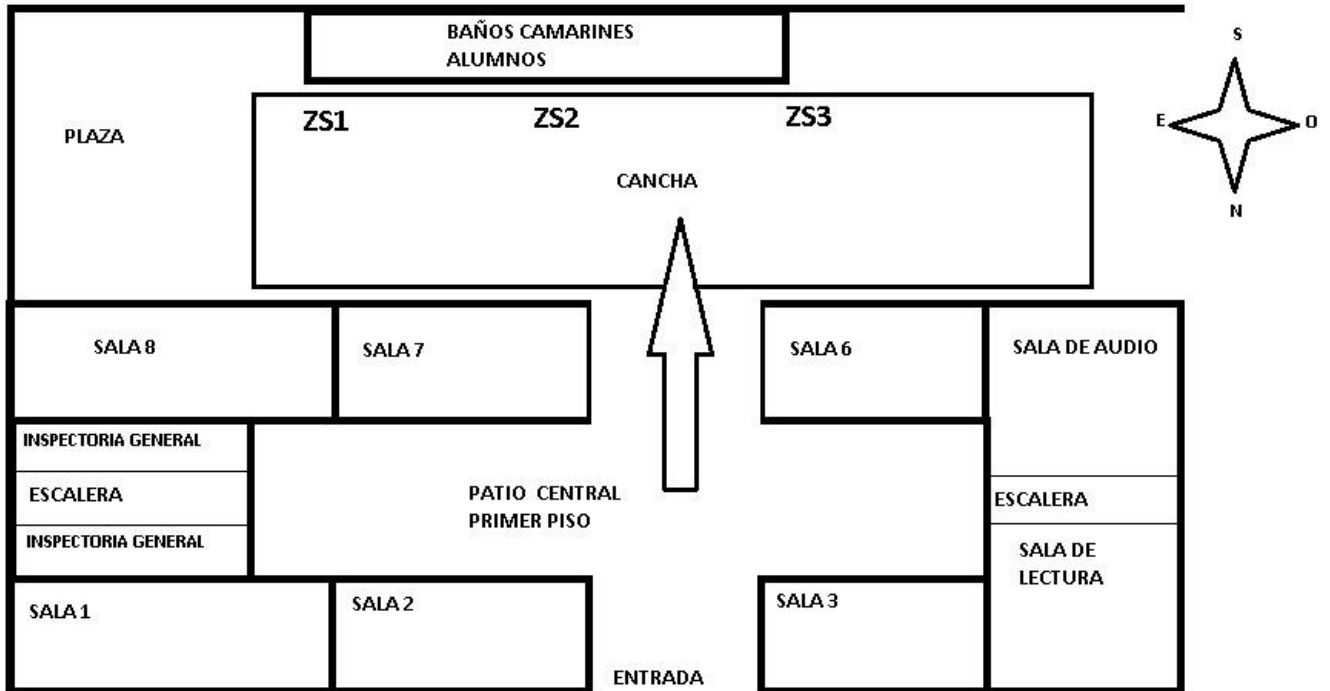 BAÑOS CAMARINES
ALUMNOS
S
E
O
N
ZS1
ZS2
ZS3
PLAZA
CANCHA
SALA 8
SALA 7
SALA 6
SALA DE AUDIO
INSPECTORIA GENERAL
ESCALERA
INSPECTORIA GENERAL
PATIO CENTRAL
PRIMER PISO
ESCALERA
SALA DE
LECTURA
SALA 1
SALA 2
SALA 3
ENTRADA